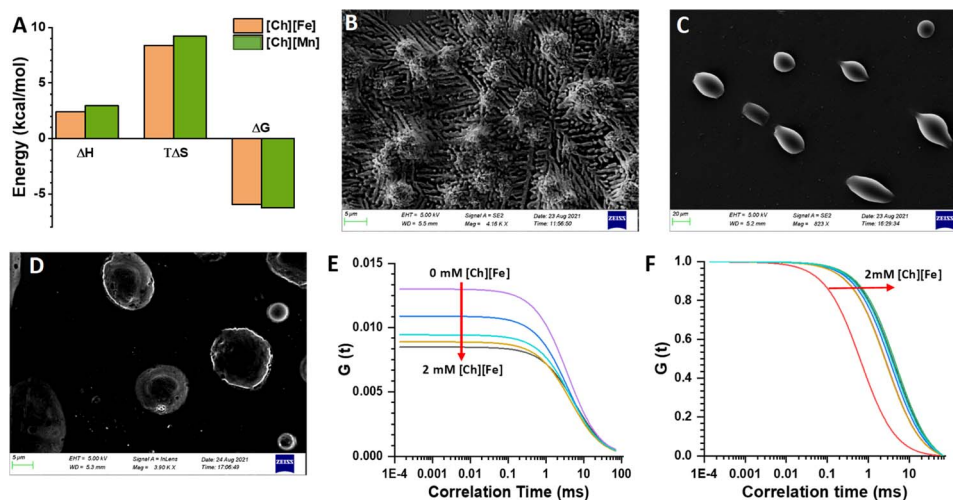 A
[Ch][Fe]
[Ch][Mn]
Energy (kcal/mol)
10
5
0
-5
ΔH
TΔS
ΔG
B
5 µm
EHT = 5.00 kV
WD = 5.5 mm
Signal A = SE2
Mag = 4.16 K X
Date: 23 Aug 2021
Time: 11:56:50
ZEISS
C
20 µm
EHT = 5.00 kV
WD = 5.2 mm
Signal A = SE2
Mag = 823 X
Date: 23 Aug 2021
Time: 16:29:34
ZEISS
D
5 µm
EHT = 5.00 kV
WD = 5.3 mm
Signal A = InLens
Mag = 3.90 K X
Date: 24 Aug 2021
Time: 17:06:49
ZEISS
E
G (t)
0.015
0.010
0.005
0.000
0 mM [Ch][Fe]
2 mM [Ch][Fe]
1E-4
0.001
0.01
0.1
1
10
100
Correlation Time (ms)
F
G (t)
1.0
0.8
0.6
0.4
0.2
0.0
2mM [Ch][Fe]
1E-4
0.001
0.01
0.1
1
10
Correlation time (ms)